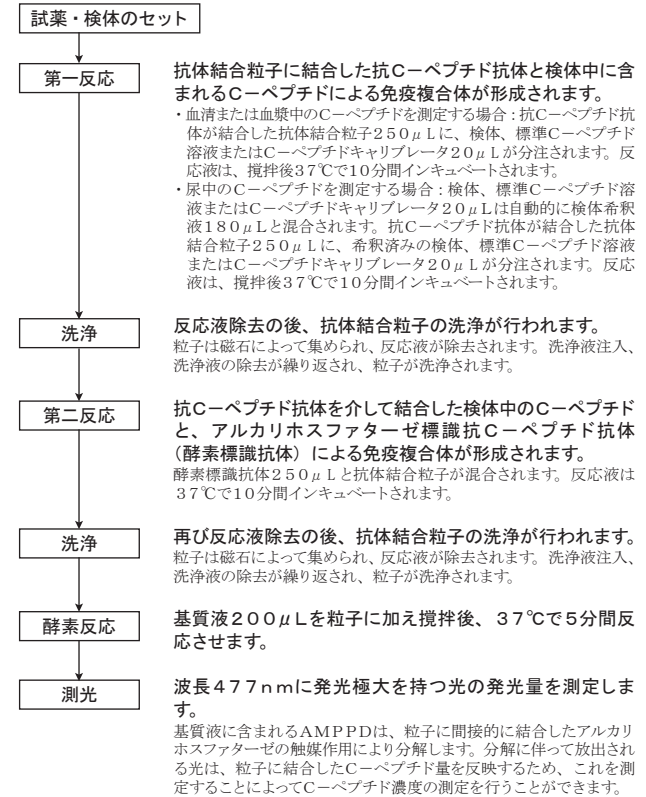 試薬・検体のセット
第一反応
抗体結合粒子に結合した抗C－ペプチド抗体と検体中に含
まれるC－ペプチドによる免疫複合体が形成されます。
・血清または血漿中のC－ペプチドを測定する場合：抗C－ペプチド抗
体が結合した抗体結合粒子２５０μLに、検体、標準C－ペプチド
溶液またはC－ペプチドキャリブレータ２０μLが分注されます。反
応液は、撹拌後３７℃で１０分間インキュベートされます。
・尿中のC－ペプチドを測定する場合：検体、標準C－ペプチド溶
液またはC－ペプチドキャリブレータ２０μLは自動的に検体希釈
液１８０μLと混合されます。抗C－ペプチド抗体が結合した抗体
結合粒子２５０μLに、希釈済みの検体、標準C－ペプチド溶液
またはC－ペプチドキャリブレータ２０μLが分注されます。反応
液は、撹拌後３７℃で１０分間インキュベートされます。
洗浄
反応液除去の後、抗体結合粒子の洗浄が行われます。
粒子は磁石によって集められ、反応液が除去されます。洗浄液注入、
洗浄液の除去が繰り返され、粒子が洗浄されます。
第二反応
抗C－ペプチド抗体を介して結合した検体中のC－ペプチド
と、アルカリホスファターゼ標識抗C－ペプチド抗体
（酵素標識抗体）による免疫複合体が形成されます。
酵素標識抗体２５０μLと抗体結合粒子が混合されます。反応液は
３７℃で１０分間インキュベートされます。
洗浄
再び反応液除去の後、抗体結合粒子の洗浄が行われます。
粒子は磁石によって集められ、反応液が除去されます。洗浄液注入、
洗浄液の除去が繰り返され、粒子が洗浄されます。
酵素反応
基質液２００μLを粒子に加え撹拌後、３７℃で５分間反
応させます。
測光
波長４７７ｎｍに発光極大を持つ光の発光量を測定しま
す。
基質液に含まれるAMPPDは、粒子に間接的に結合したアルカリ
ホスファターゼの触媒作用により分解します。分解に伴って放出され
る光は、粒子に結合したC－ペプチド量を反映するため、これを測
定することによってC－ペプチド濃度の測定を行うことができます。